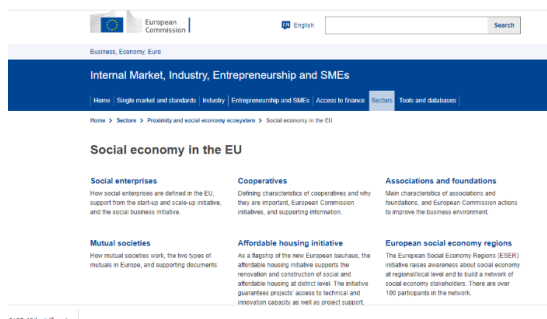 European
Commission
EN English
Search
Business, Economy, Euro
Internal Market, Industry, Entrepreneurship and SMEs
Home Single market and standards Industry Entrepreneurship and SMEs Access to finance Sectors Tools and databases
Home > Sectors > Proximity and social economy ecosystem > Social economy in the EU
Social economy in the EU
Social enterprises
How social enterprises are defined in the EU,
support from the start-up and scale-up initiative,
and the social business initiative.
Cooperatives
Defining characteristics of cooperatives and why
they are important, European Commission
initiatives, and supporting information.
Associations and foundations
Main characteristics of associations and
foundations, and European Commission actions
to improve the business environment.
Mutual societies
How mutual societies work, the two types of
mutuals in Europe, and supporting documents.
Affordable housing initiative
As a flagship of the new European bauhaus, the
affordable housing initiative supports the
renovation and construction of social and
affordable housing at district level. The initiative
guarantees projects' access to technical and
innovation capacity as well as project support.
European social economy regions
The European Social Economy Regions (ESER)
initiative raises awareness about social economy
at regional/local level and to build a network of
social economy stakeholders. There are over
100 participants in the network.